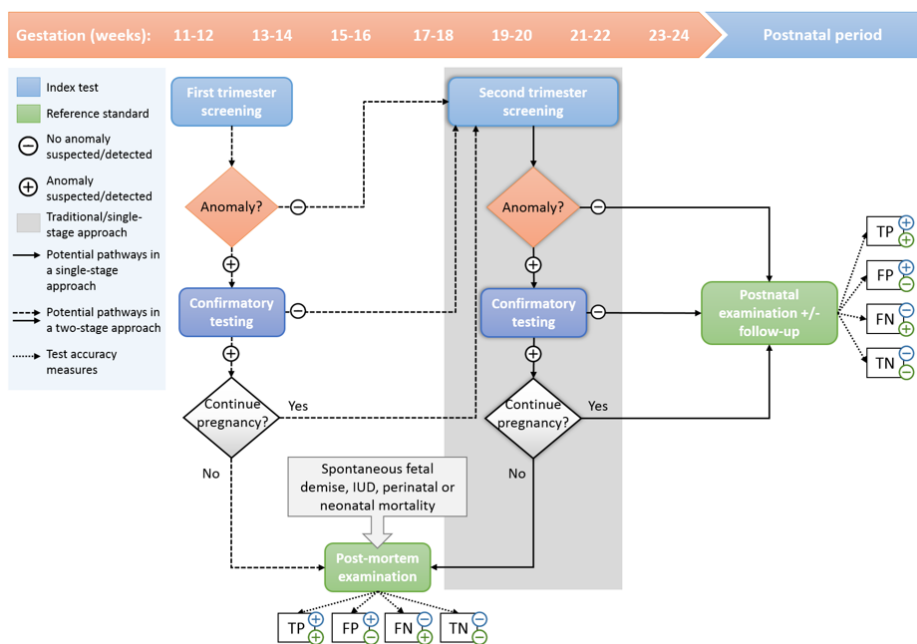 Gestation (weeks): 11-12 13-14 15-16 17-18 19-20 21-22 23-24 Postnatal period
Index test
Reference standard
No anomaly
suspected/detected
Anomaly
suspected/detected
Traditional/single-
stage approach
Potential pathways in
a single-stage
approach
Potential pathways in
a two-stage approach
Test accuracy
measures
First trimester
screening
Second trimester
screening
Anomaly?
Anomaly?
Confirmatory
testing
Confirmatory
testing
Postnatal
examination +/-
follow-up
TP
FP
FN
TN
Continue
pregnancy?
Yes
No
Continue
pregnancy?
Yes
No
Spontaneous fetal
demise, IUD, perinatal or
neonatal mortality
Post-mortem
examination
TP FP FN TN